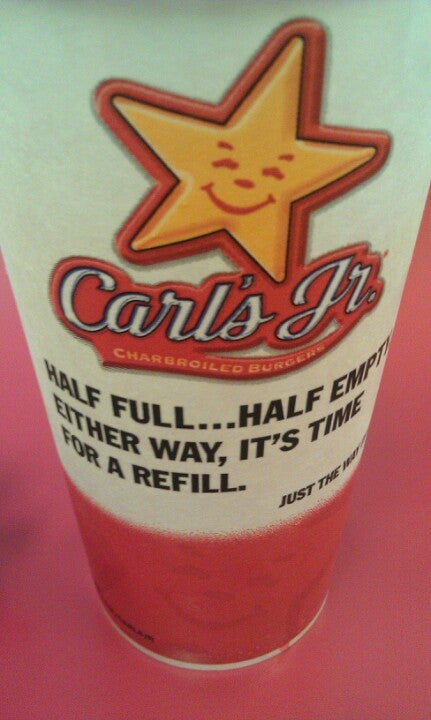 Carl's Jr.
CHARBROILED BURGERS
HALF FULL...HALF EMPTY
EITHER WAY, IT'S TIME
FOR A REFILL.
JUST THE WAY